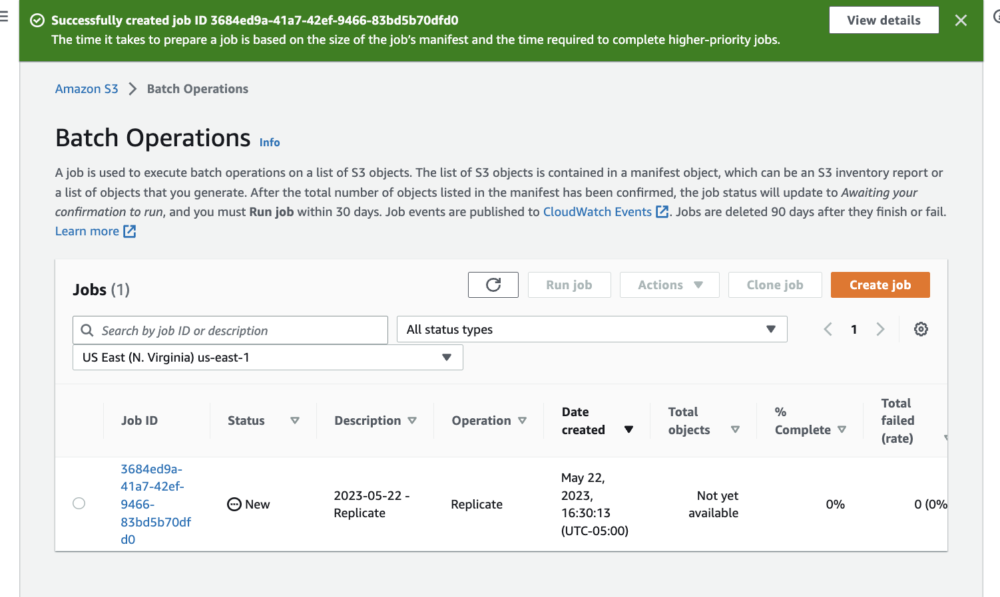 Successfully created job ID 3684ed9a-41a7-42ef-9466-83bd5b70dfd0
View details
The time it takes to prepare a job is based on the size of the job’s manifest and the time required to complete higher-priority jobs.
Amazon S3 > Batch Operations
Batch Operations Info
A job is used to execute batch operations on a list of S3 objects. The list of S3 objects is contained in a manifest object, which can be an S3 inventory report or
a list of objects that you generate. After the total number of objects listed in the manifest has been confirmed, the job status will update to Awaiting your
confirmation to run, and you must Run job within 30 days. Job events are published to CloudWatch Events. Jobs are deleted 90 days after they finish or fail.
Learn more
Jobs (1)
Run job
Actions
Clone job
Create job
Search by job ID or description
All status types
1
US East (N. Virginia) us-east-1
Job ID
Status
Description
Operation
Date
created
Total
objects
%
Complete
Total
failed
(rate)
3684ed9a-
41a7-42ef-
9466-
83bd5b70df
d0
New
2023-05-22 -
Replicate
Replicate
May 22,
2023,
16:30:13
(UTC-05:00)
Not yet
available
0%
0 (0%